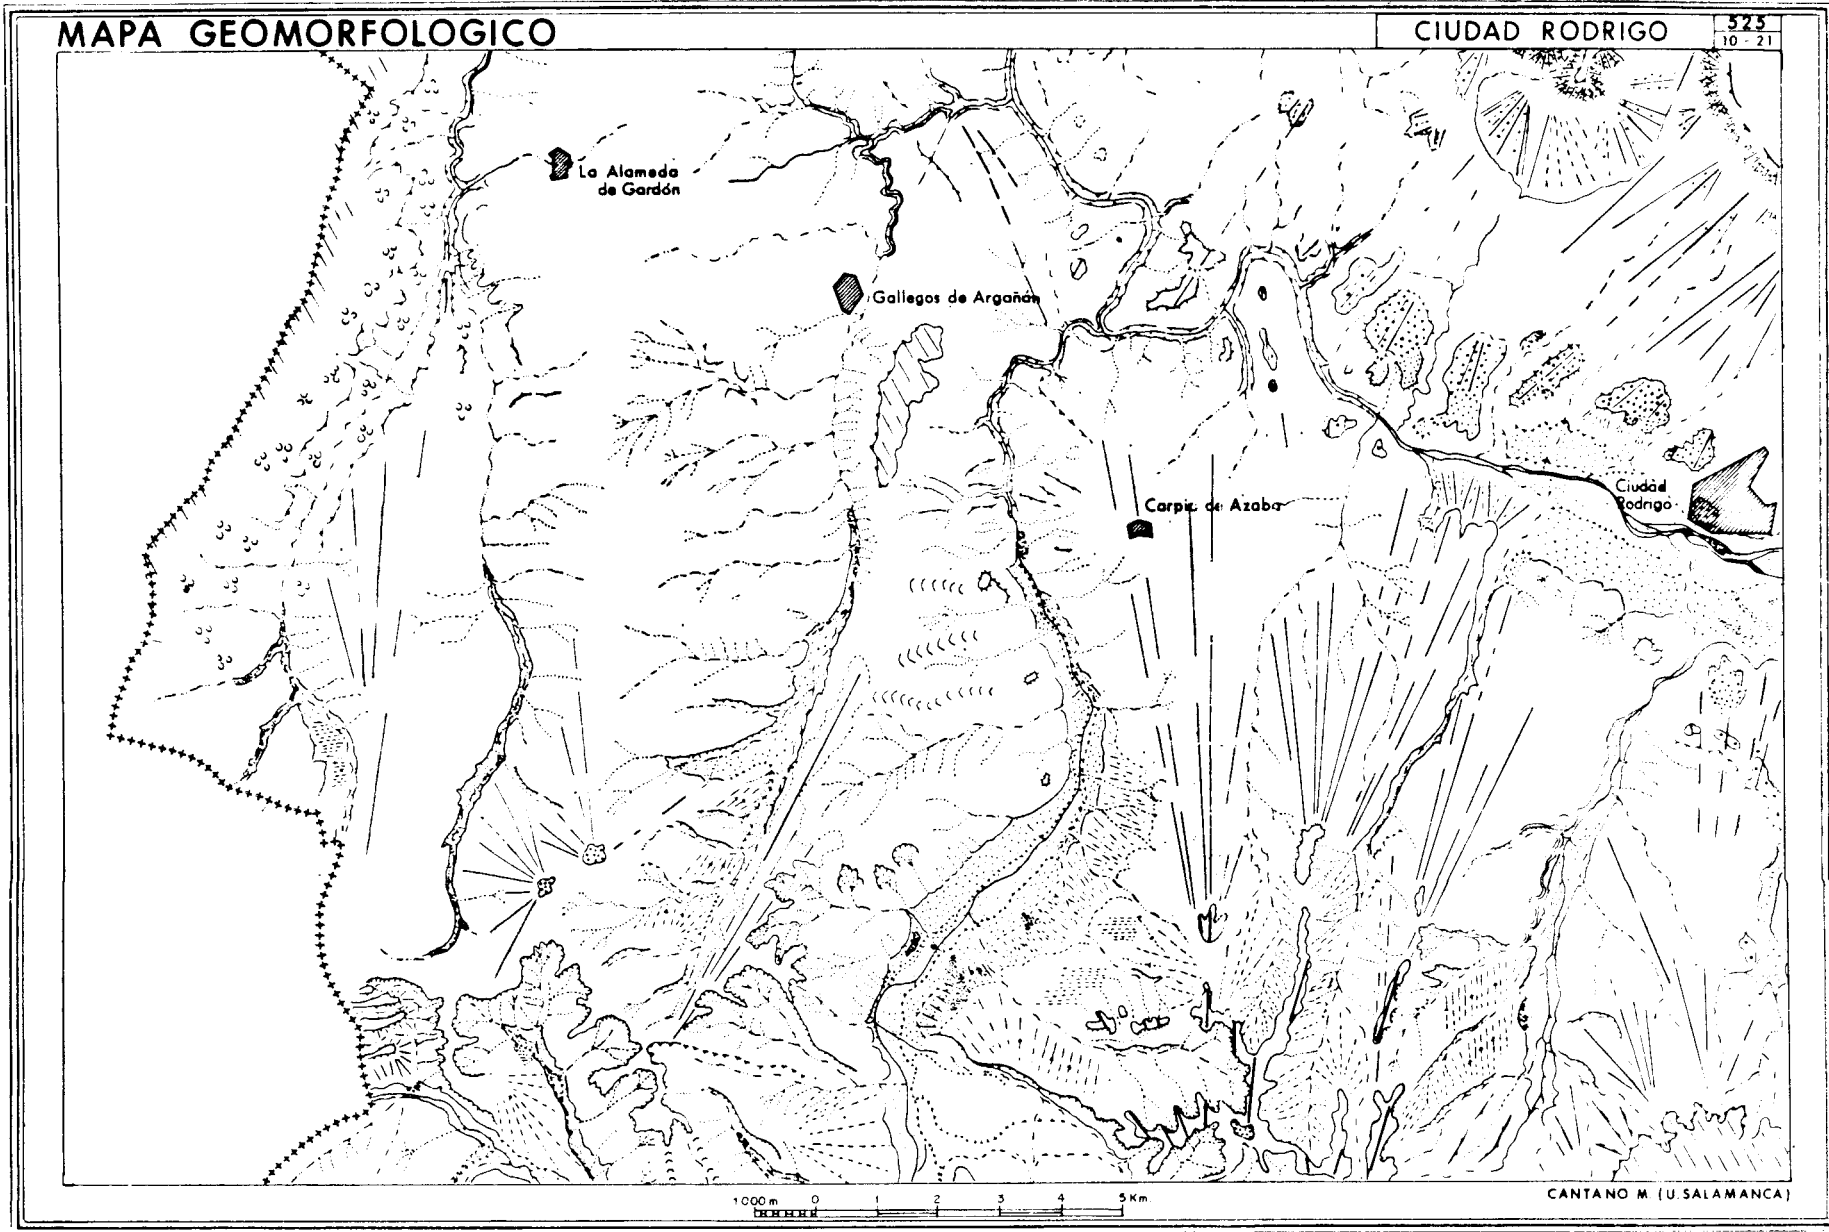 MAPA GEOMORFOLOGICO
CIUDAD RODRIGO
525
10 - 21
La Alameda
de Gardón
Gallegos de Argañán
Carpio de Azaba
Ciudad
Rodrigo
1000 m 0 1 2 3 4 5 Km.
CANTANO M (U. SALAMANCA)